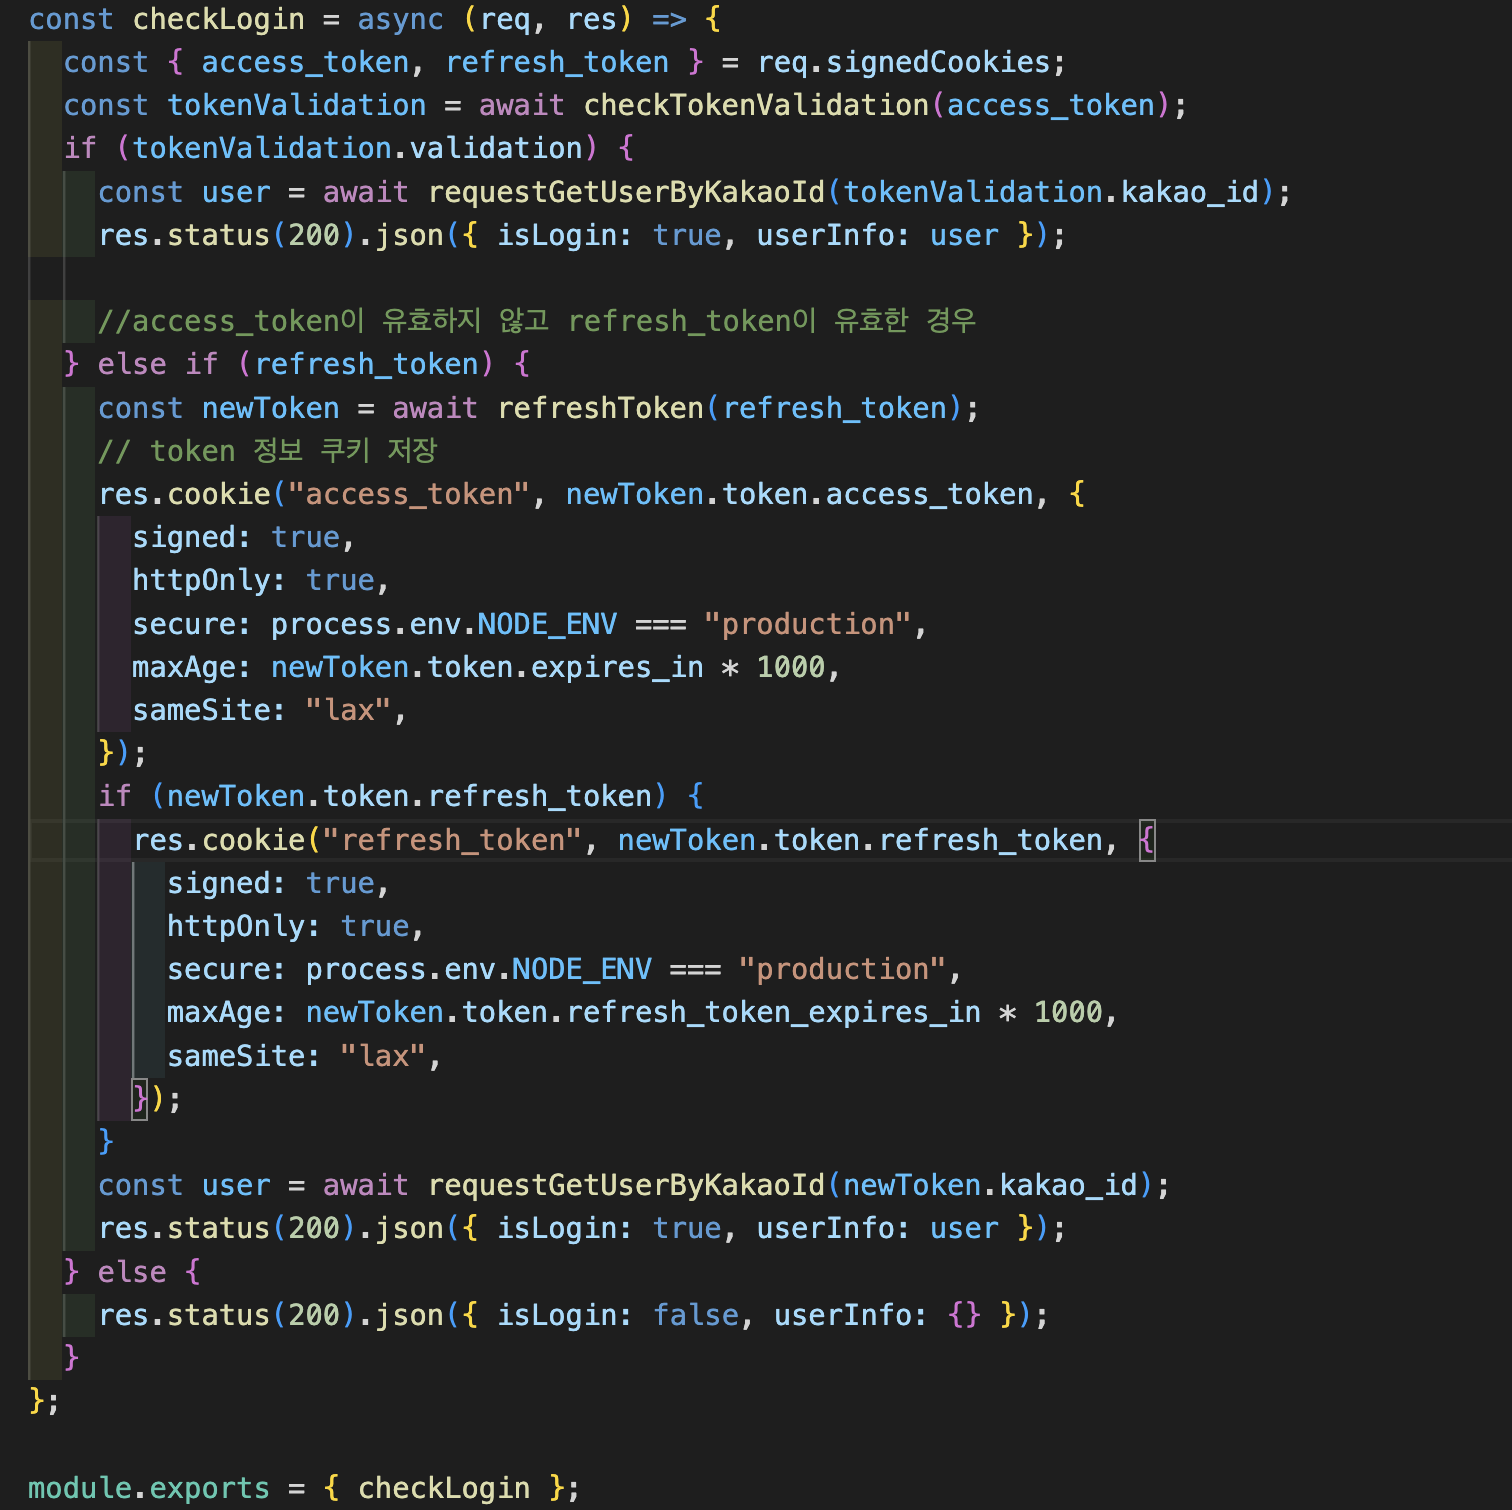 const checkLogin = async (req, res) => {
  const { access_token, refresh_token } = req.signedCookies;
  const tokenValidation = await checkTokenValidation(access_token);
  if (tokenValidation.validation) {
    const user = await requestGetUserByKakaoId(tokenValidation.kakao_id);
    res.status(200).json({ isLogin: true, userInfo: user });

    //access_token이 유효하지 않고 refresh_token이 유효한 경우
  } else if (refresh_token) {
    const newToken = await refreshToken(refresh_token);
    // token 정보 쿠키 저장
    res.cookie("access_token", newToken.token.access_token, {
      signed: true,
      httpOnly: true,
      secure: process.env.NODE_ENV === "production",
      maxAge: newToken.token.expires_in * 1000,
      sameSite: "lax",
    });
    if (newToken.token.refresh_token) {
      res.cookie("refresh_token", newToken.token.refresh_token, {
        signed: true,
        httpOnly: true,
        secure: process.env.NODE_ENV === "production",
        maxAge: newToken.token.refresh_token_expires_in * 1000,
        sameSite: "lax",
      });
    }
    const user = await requestGetUserByKakaoId(newToken.kakao_id);
    res.status(200).json({ isLogin: true, userInfo: user });
  } else {
    res.status(200).json({ isLogin: false, userInfo: {} });
  }
};

module.exports = { checkLogin };